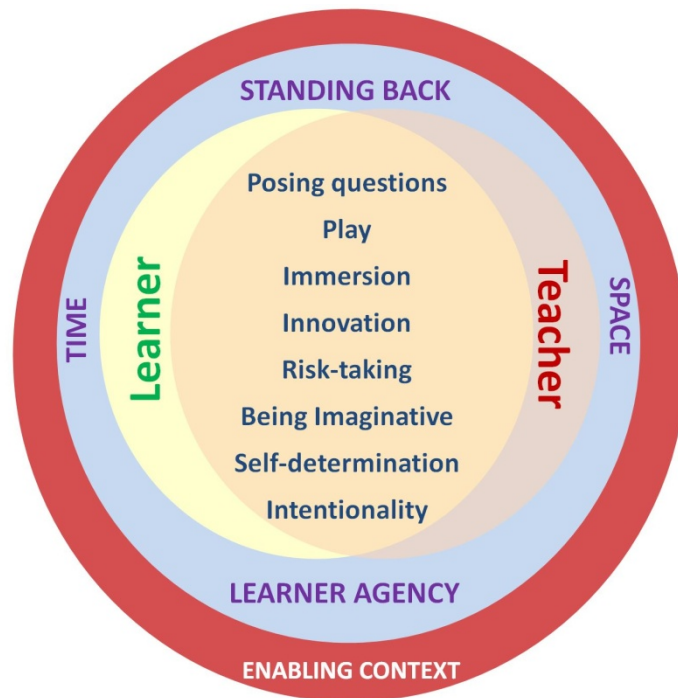 STANDING BACK
Posing questions
Play
Immersion
Innovation
Risk-taking
Being Imaginative
Self-determination
Intentionality
Learner
Teacher
TIME
SPACE
LEARNER AGENCY
ENABLING CONTEXT